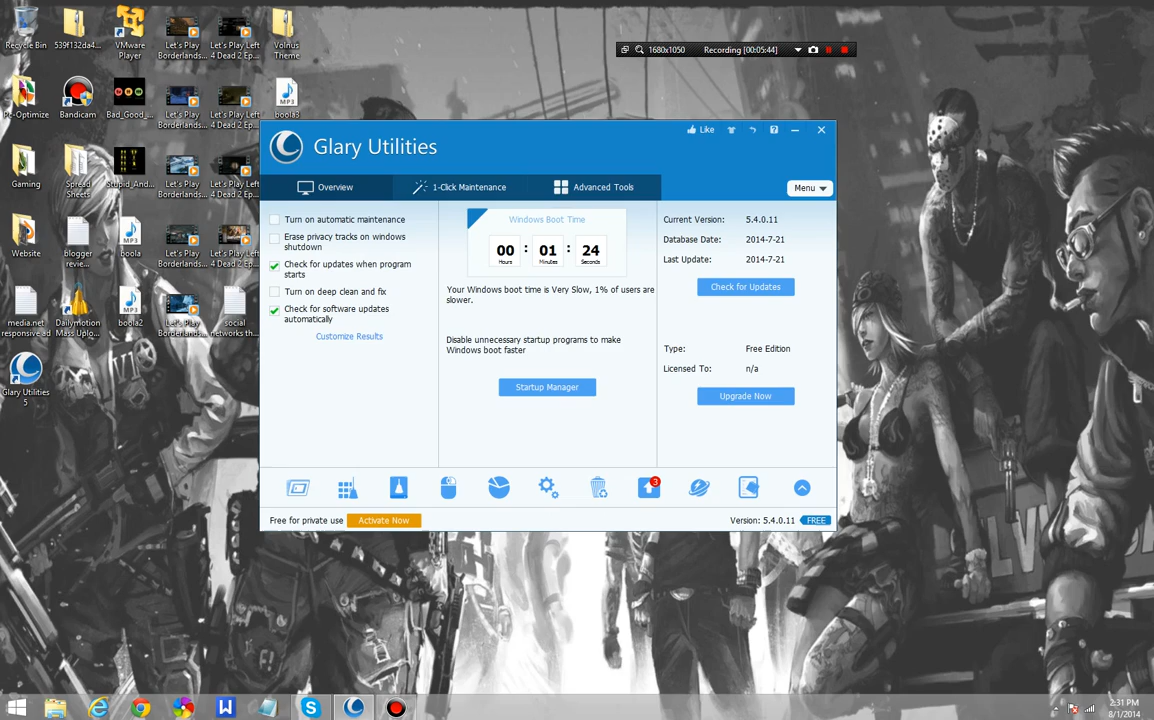 Recycle Bin
539f132da4...
VMware Player
Let's Play Borderlands...
Let's Play Left 4 Dead 2 Ep...
Volnus Theme
Pc-Optimize
Bandicam
Bad_Good_...
Let's Play Borderlands...
Let's Play Left 4 Dead 2 Ep...
MP3
boola3
Gaming
Spread Sheets
Stupid_And...
Let's Play Borderlands...
Let's Play Left 4 Dead 2 Ep...
Website
blogger revie...
MP3
boola
Let's Play Borderlands...
Let's Play Left 4 Dead 2 Ep...
media.net responsive ad
Dailymotion Mass Uplo...
MP3
boola2
Let's Play Borderlands...
social networks th...
Glary Utilities 5
1680x1050 Recording [00:05:44]
Like
Glary Utilities
Overview
1-Click Maintenance
Advanced Tools
Menu
Turn on automatic maintenance
Erase privacy tracks on windows
shutdown
Check for updates when program
starts
Turn on deep clean and fix
Check for software updates
automatically
Customize Results
Windows Boot Time
00 : 01 : 24
Hours Minutes Seconds
Your Windows boot time is Very Slow, 1% of users are
slower.
Disable unnecessary startup programs to make
Windows boot faster
Startup Manager
Current Version: 5.4.0.11
Database Date: 2014-7-21
Last Update: 2014-7-21
Check for Updates
Type: Free Edition
Licensed To: n/a
Upgrade Now
3
Free for private use Activate Now
Version: 5.4.0.11 FREE
W
2:31 PM
8/1/2014